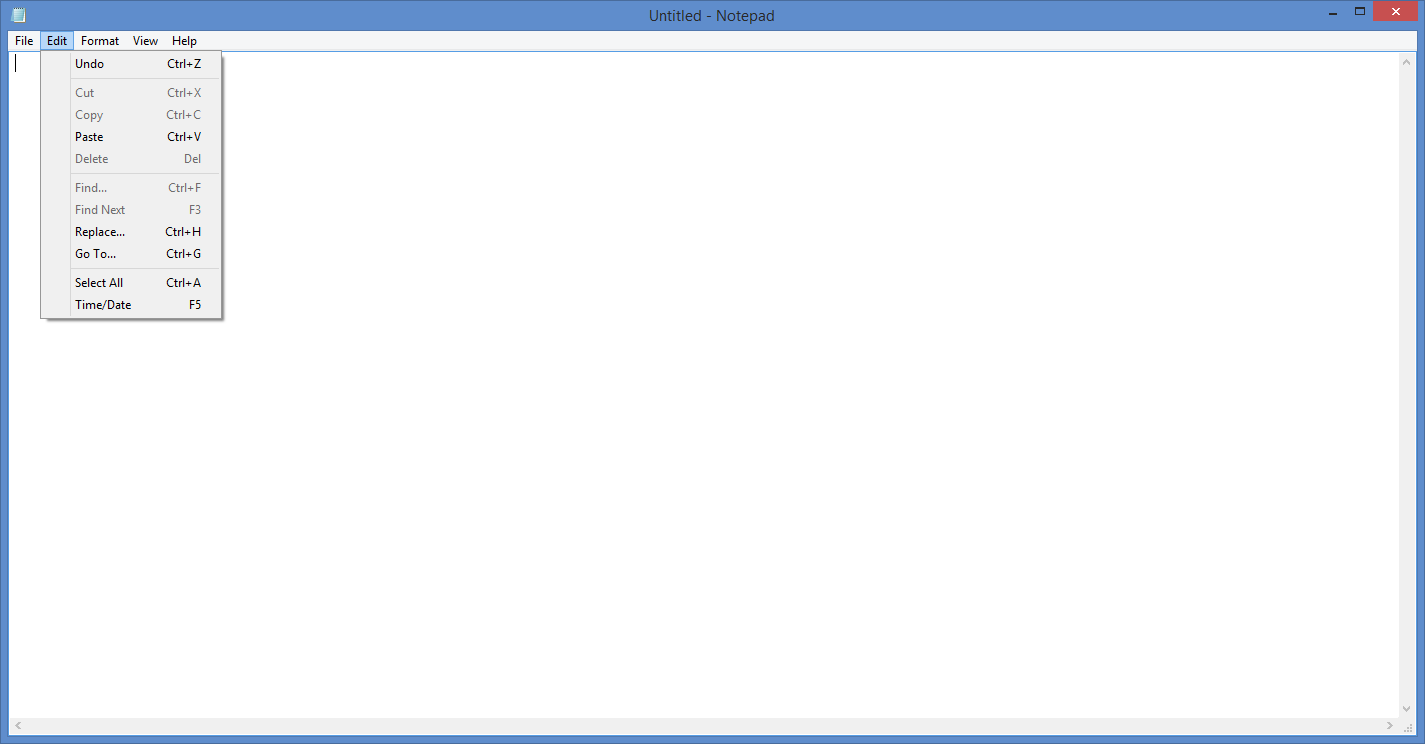 Untitled - Notepad
File Edit Format View Help
Undo Ctrl+Z
Cut Ctrl+X
Copy Ctrl+C
Paste Ctrl+V
Delete Del
Find... Ctrl+F
Find Next F3
Replace... Ctrl+H
Go To... Ctrl+G
Select All Ctrl+A
Time/Date F5